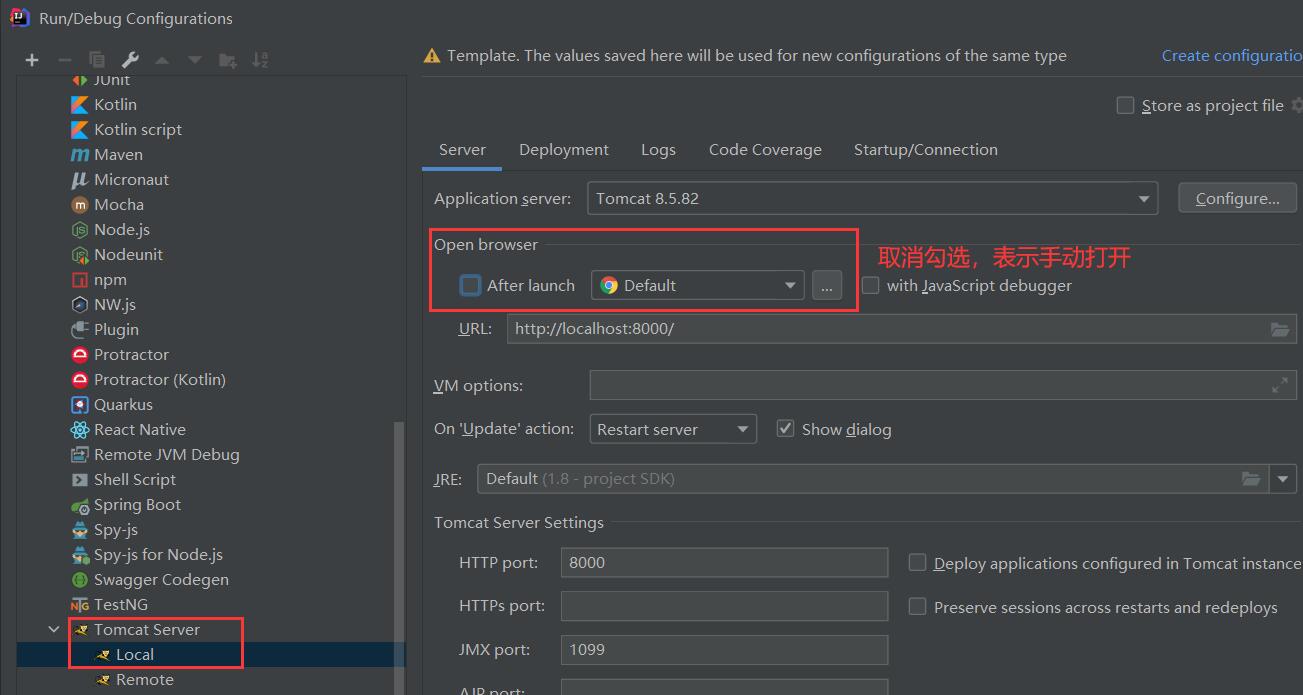 Run/Debug Configurations
JUnit
Kotlin
Kotlin script
Maven
Micronaut
Mocha
Node.js
Nodeunit
npm
NW.js
Plugin
Protractor
Protractor (Kotlin)
Quarkus
React Native
Remote JVM Debug
Shell Script
Spring Boot
Spy-js
Spy-js for Node.js
Swagger Codegen
TestNG
Tomcat Server
Local
Remote
Template. The values saved here will be used for new configurations of the same type
Create configuratio
Store as project file
Server Deployment Logs Code Coverage Startup/Connection
Application server: Tomcat 8.5.82 Configure...
Open browser
取消勾选，表示手动打开
After launch Default ... with JavaScript debugger
URL: http://localhost:8000/
VM options:
On 'Update' action: Restart server Show dialog
JRE: Default (1.8 - project SDK)
Tomcat Server Settings
HTTP port: 8000 Deploy applications configured in Tomcat instance
HTTPs port: Preserve sessions across restarts and redeploys
JMX port: 1099
AJP port: